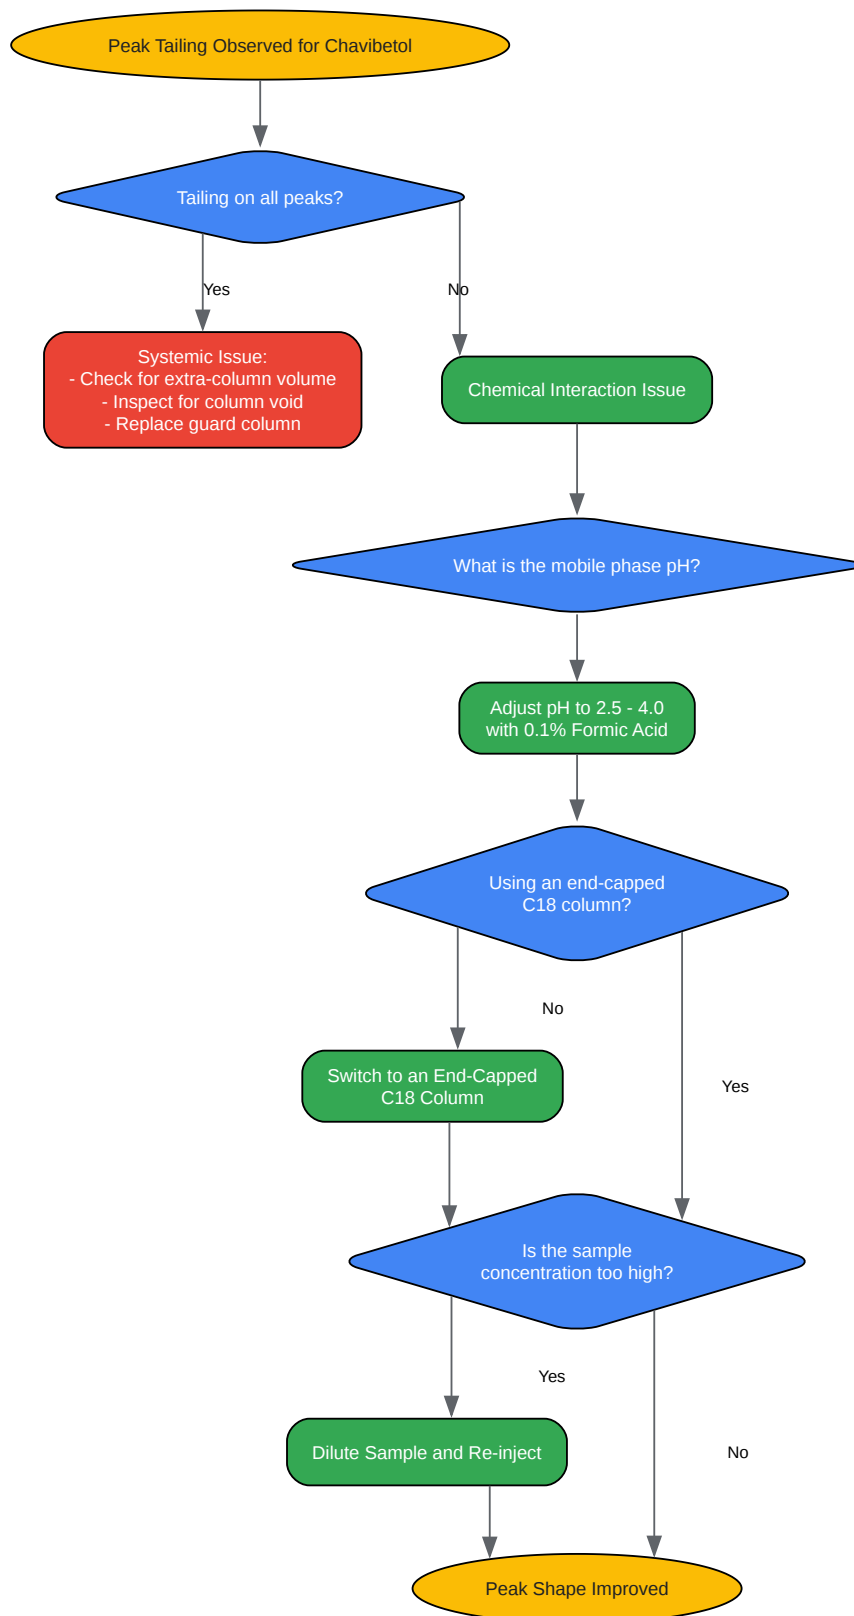 Peak Tailing Observed for Chavibetol
Tailing on all peaks?
Yes
No
Systemic Issue:
- Check for extra-column volume
- Inspect for column void
- Replace guard column
Chemical Interaction Issue
What is the mobile phase pH?
Adjust pH to 2.5 - 4.0
with 0.1% Formic Acid
Using an end-capped
C18 column?
No
Switch to an End-Capped
C18 Column
Yes
Is the sample
concentration too high?
Yes
Dilute Sample and Re-inject
No
Peak Shape Improved